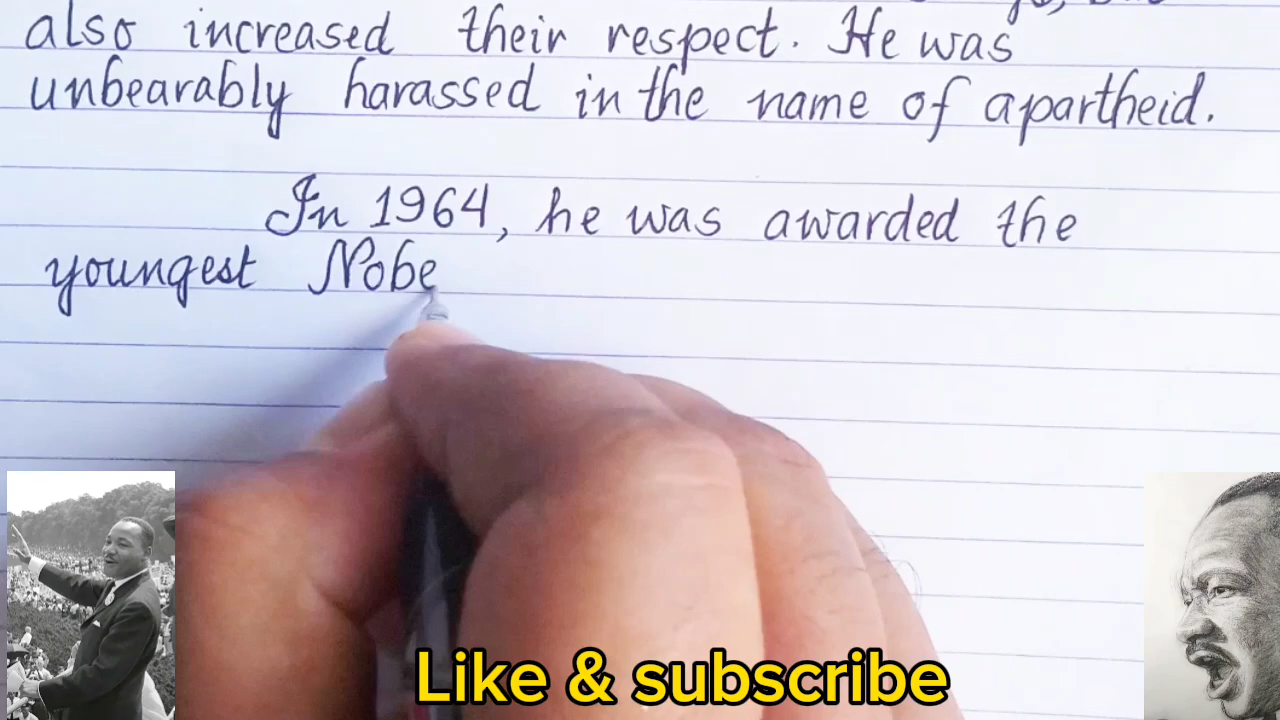 also increased their respect. He was
unbearably harassed in the name of apartheid.
In 1964, he was awarded the
youngest Nobe
Like & subscribe